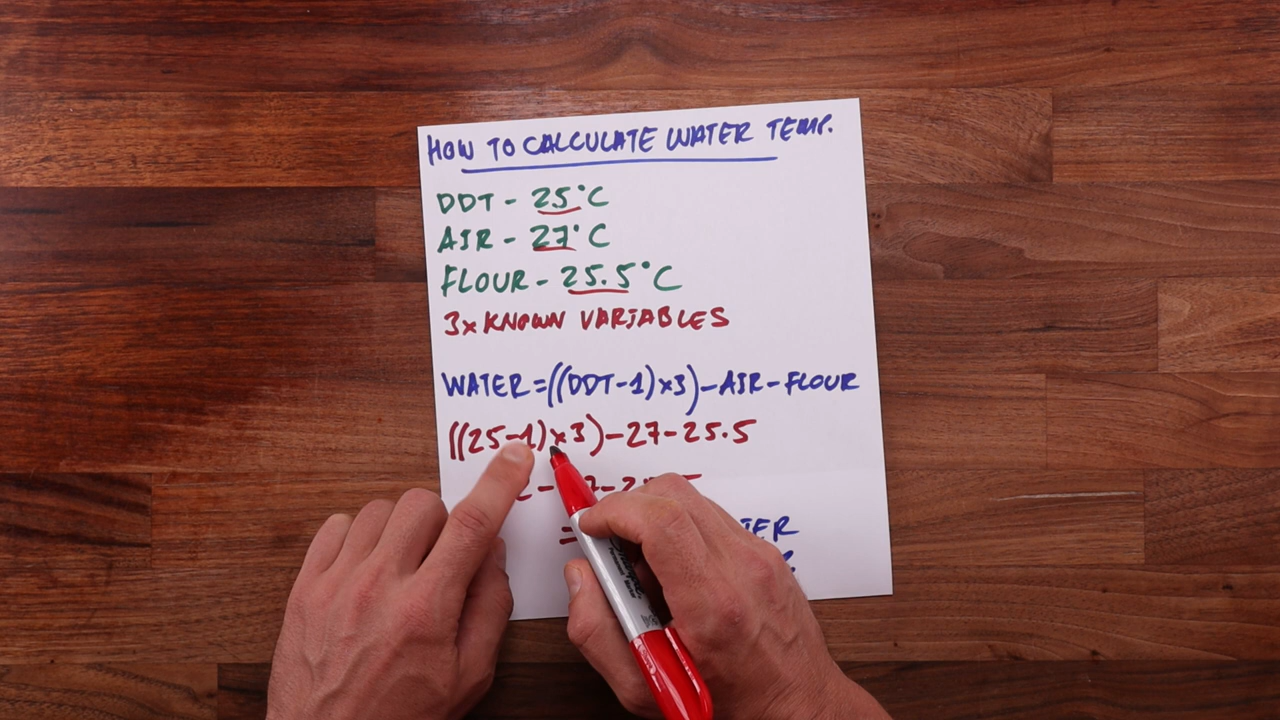 HOW TO CALCULATE WATER TEMP.
DDT - 25°C
AIR - 27°C
FLOUR - 25.5°C
3x KNOWN VARIABLES
WATER = ((DDT-1)x3)-AIR-FLOUR
((25-1)x3)-27-25.5